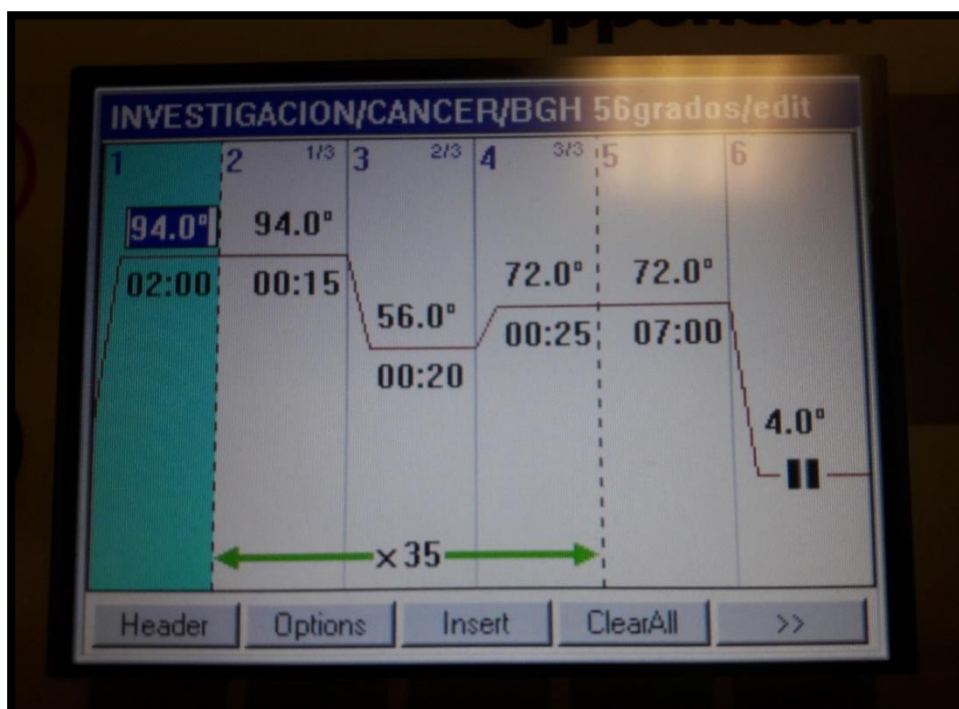 INVESTIGACION/CANCER/BGH 56grados/edit
1 2 1/3 3 2/3 4 3/3 5 6
94.0° 94.0°
02:00 00:15
56.0°
00:20
72.0° 72.0°
00:25 07:00
4.0°
×35
Header Options Insert ClearAll >>